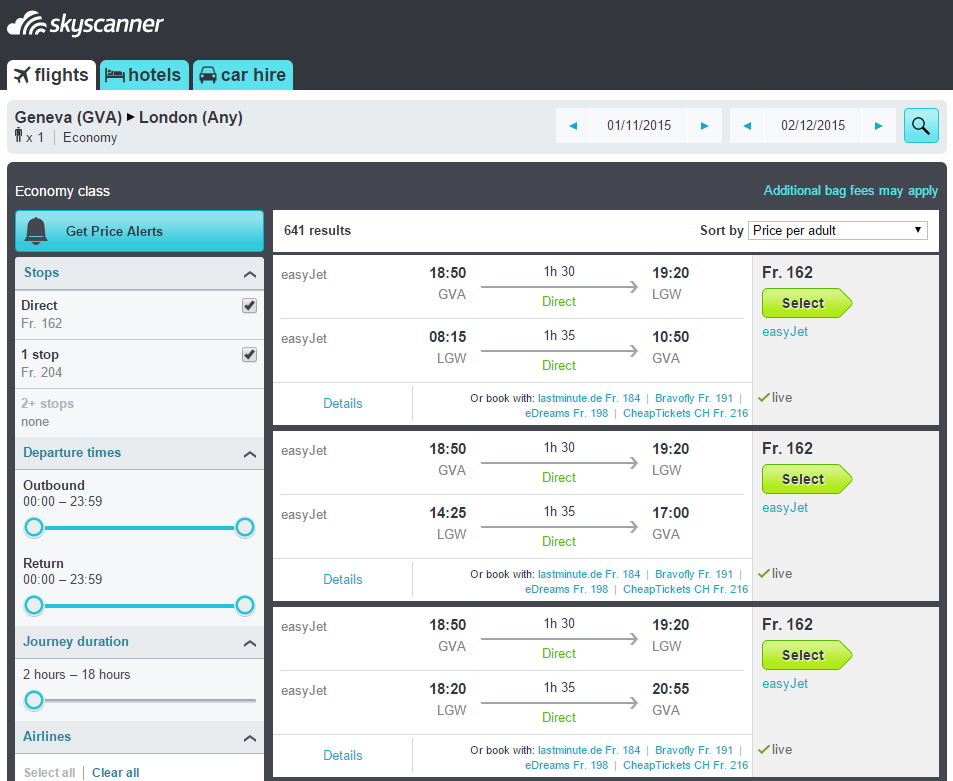 skyscanner
flights hotels car hire
Geneva (GVA) ▸ London (Any)
x 1 | Economy
◄ 01/11/2015 ► ◄ 02/12/2015 ►
Economy class
Additional bag fees may apply
Get Price Alerts
Stops
Direct
Fr. 162
1 stop
Fr. 204
2+ stops
none
Departure times
Outbound
00:00 – 23:59
Return
00:00 – 23:59
Journey duration
2 hours – 18 hours
Airlines
Select all | Clear all
641 results
Sort by Price per adult ▼
easyJet 18:50 1h 30 19:20
GVA Direct LGW
easyJet 08:15 1h 35 10:50
LGW Direct GVA
Details
Or book with: lastminute.de Fr. 184 | Bravofly Fr. 191 |
eDreams Fr. 198 | CheapTickets CH Fr. 216
Fr. 162
Select
easyJet
live
easyJet 18:50 1h 30 19:20
GVA Direct LGW
easyJet 14:25 1h 35 17:00
LGW Direct GVA
Details
Or book with: lastminute.de Fr. 184 | Bravofly Fr. 191 |
eDreams Fr. 198 | CheapTickets CH Fr. 216
Fr. 162
Select
easyJet
live
easyJet 18:50 1h 30 19:20
GVA Direct LGW
easyJet 18:20 1h 35 20:55
LGW Direct GVA
Details
Or book with: lastminute.de Fr. 184 | Bravofly Fr. 191 |
eDreams Fr. 198 | CheapTickets CH Fr. 216
Fr. 162
Select
easyJet
live